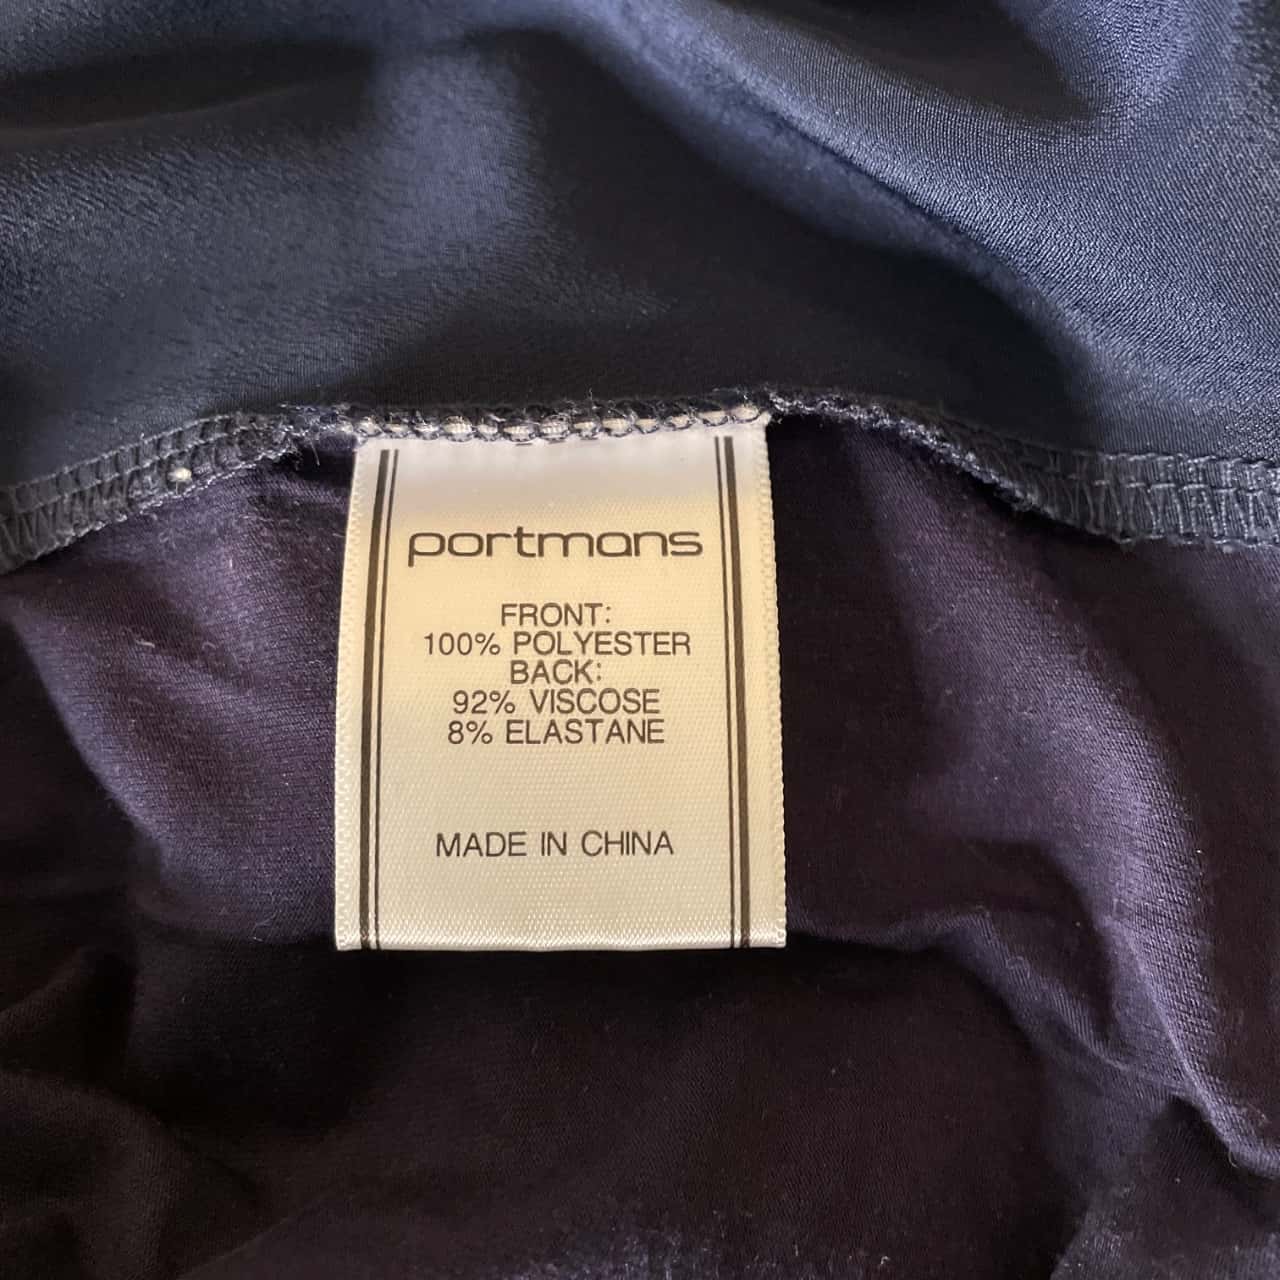 portmans
FRONT:
100% POLYESTER
BACK:
92% VISCOSE
8% ELASTANE
MADE IN CHINA